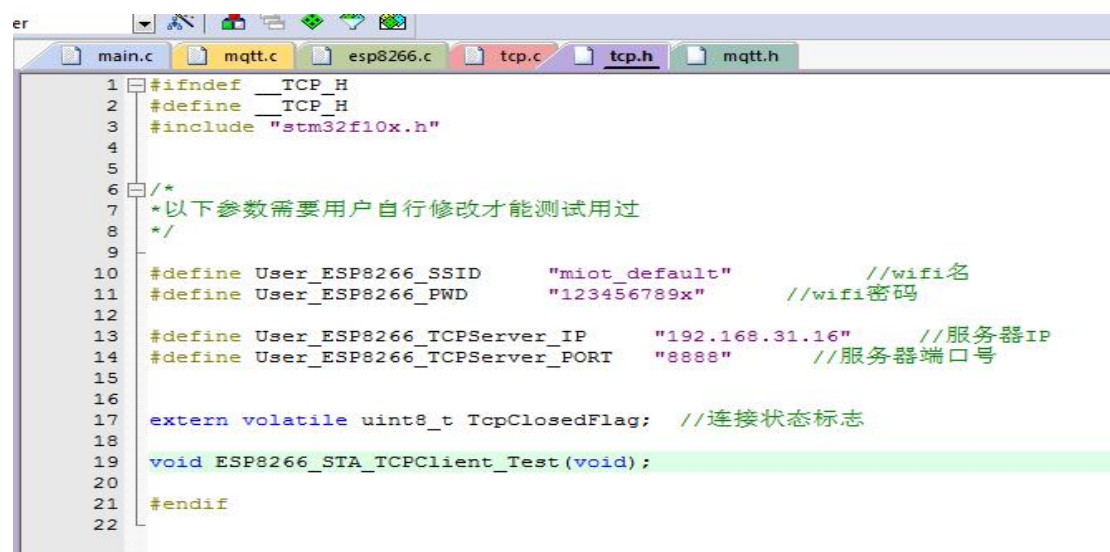 er
main.c mqtt.c esp8266.c tcp.c tcp.h mqtt.h
1 #ifndef __TCP_H
2 #define __TCP_H
3 #include "stm32f10x.h"
4
5
6 /*
7 *以下参数需要用户自行修改才能测试用过
8 */
9
10 #define User_ESP8266_SSID "miot_default" //wifi名
11 #define User_ESP8266_PWD "123456789x" //wifi密码
12
13 #define User_ESP8266_TCPServer_IP "192.168.31.16" //服务器IP
14 #define User_ESP8266_TCPServer_PORT "8888" //服务器端口号
15
16
17 extern volatile uint8_t TcpClosedFlag; //连接状态标志
18
19 void ESP8266_STA_TCPClient_Test(void);
20
21 #endif
22